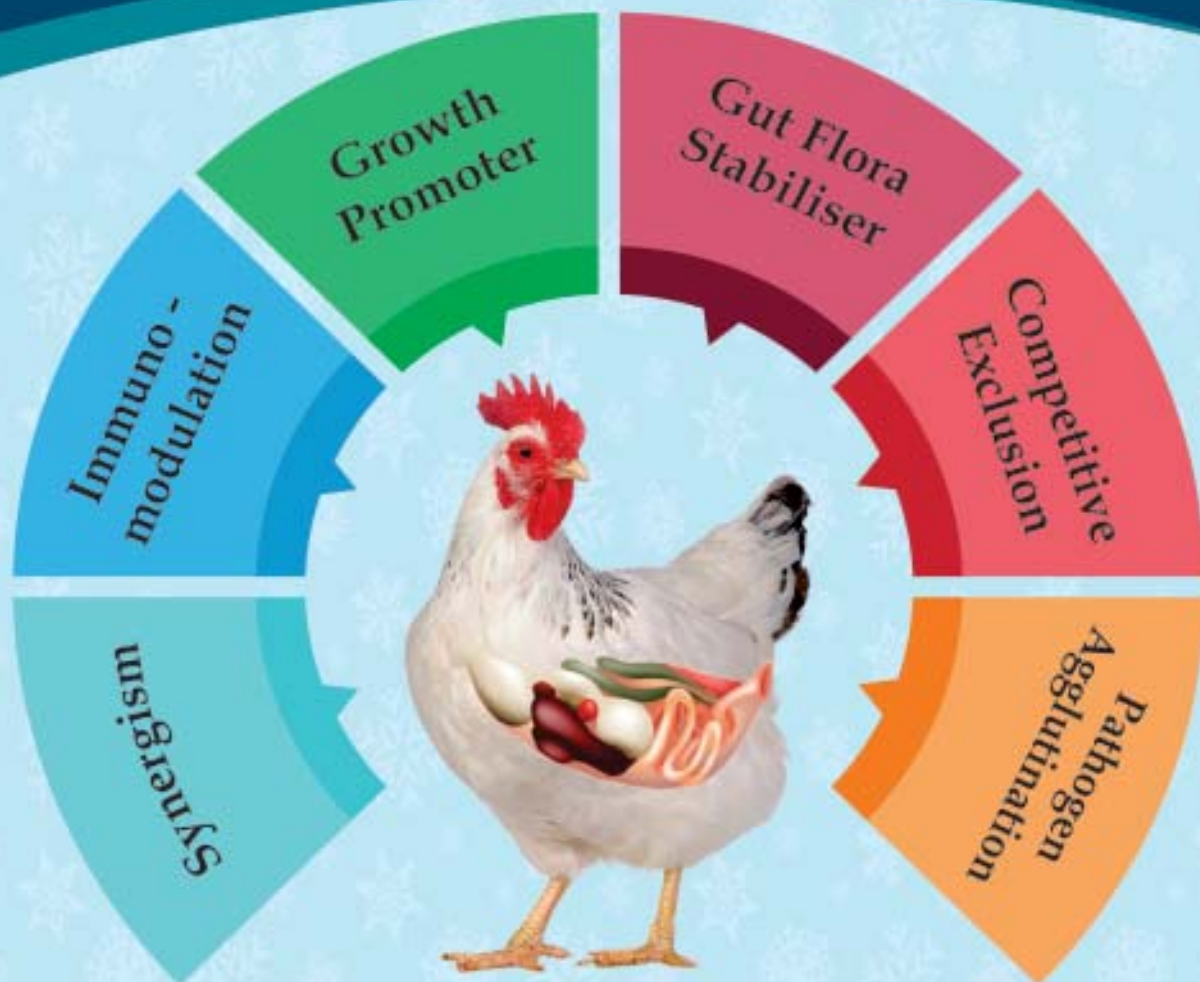 Synergism
Immuno -
modulation
Growth
Promoter
Gut Flora
Stabiliser
Competitive
Exclusion
Pathogen
Agglutination